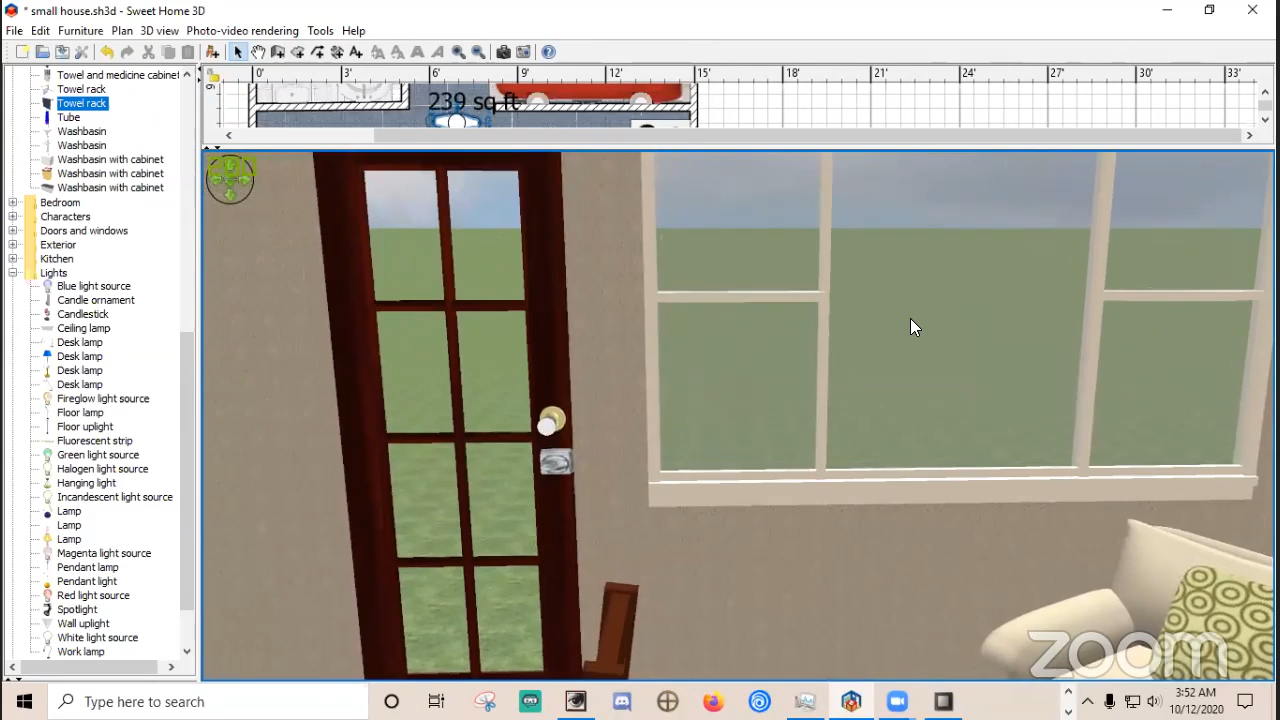 * small house.sh3d - Sweet Home 3D
File Edit Furniture Plan 3D view Photo-video rendering Tools Help
Towel and medicine cabinet
Towel rack
Towel rack
Tube
Washbasin
Washbasin
Washbasin with cabinet
Washbasin with cabinet
Washbasin with cabinet
Bedroom
Characters
Doors and windows
Exterior
Kitchen
Lights
Blue light source
Candle ornament
Candlestick
Ceiling lamp
Desk lamp
Desk lamp
Desk lamp
Desk lamp
Fireglow light source
Floor lamp
Floor uplight
Fluorescent strip
Green light source
Halogen light source
Hanging light
Incandescent light source
Lamp
Lamp
Lamp
Magenta light source
Pendant lamp
Pendant light
Red light source
Spotlight
Wall uplight
White light source
Work lamp
0' 3' 6' 9' 12' 15' 18' 21' 24' 27' 30' 33'
239 sq ft
zoom
Type here to search
3:52 AM
10/12/2020